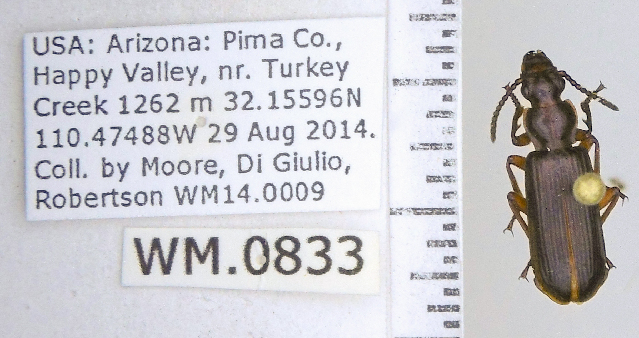 USA: Arizona: Pima Co.,
Happy Valley, nr. Turkey
Creek 1262 m 32.15596N
110.47488W 29 Aug 2014.
Coll. by Moore, Di Giulio,
Robertson WM14.0009
WM.0833